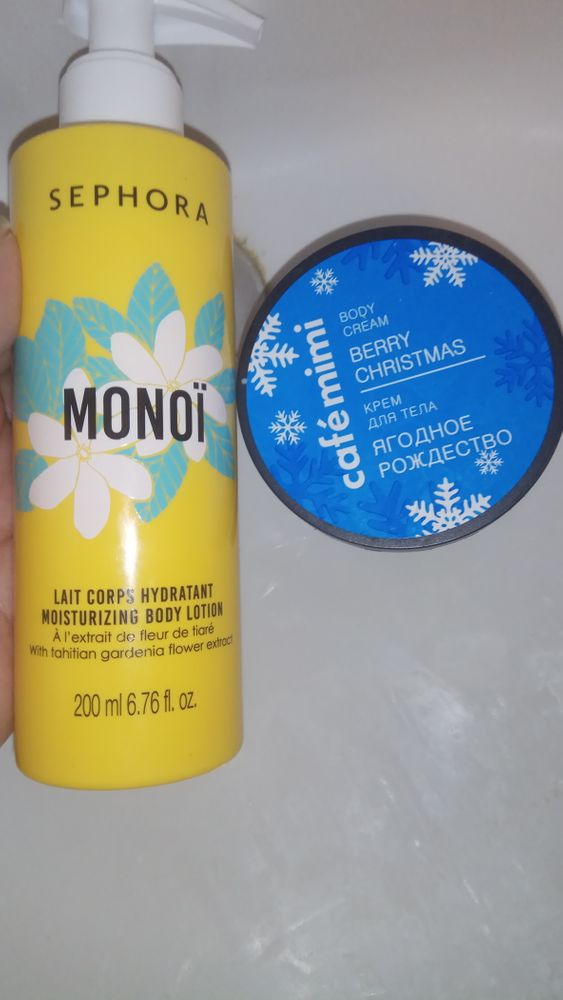 SEPHORA
MONOÏ
LAIT CORPS HYDRATANT
MOISTURIZING BODY LOTION
À l'extrait de fleur de tiaré
With tahitian gardenia flower extract
200 ml 6.76 fl. oz.
café mimi
BODY
CREAM
BERRY
CHRISTMAS
КРЕМ
ДЛЯ ТЕЛА
ЯГОДНОЕ
РОЖДЕСТВО